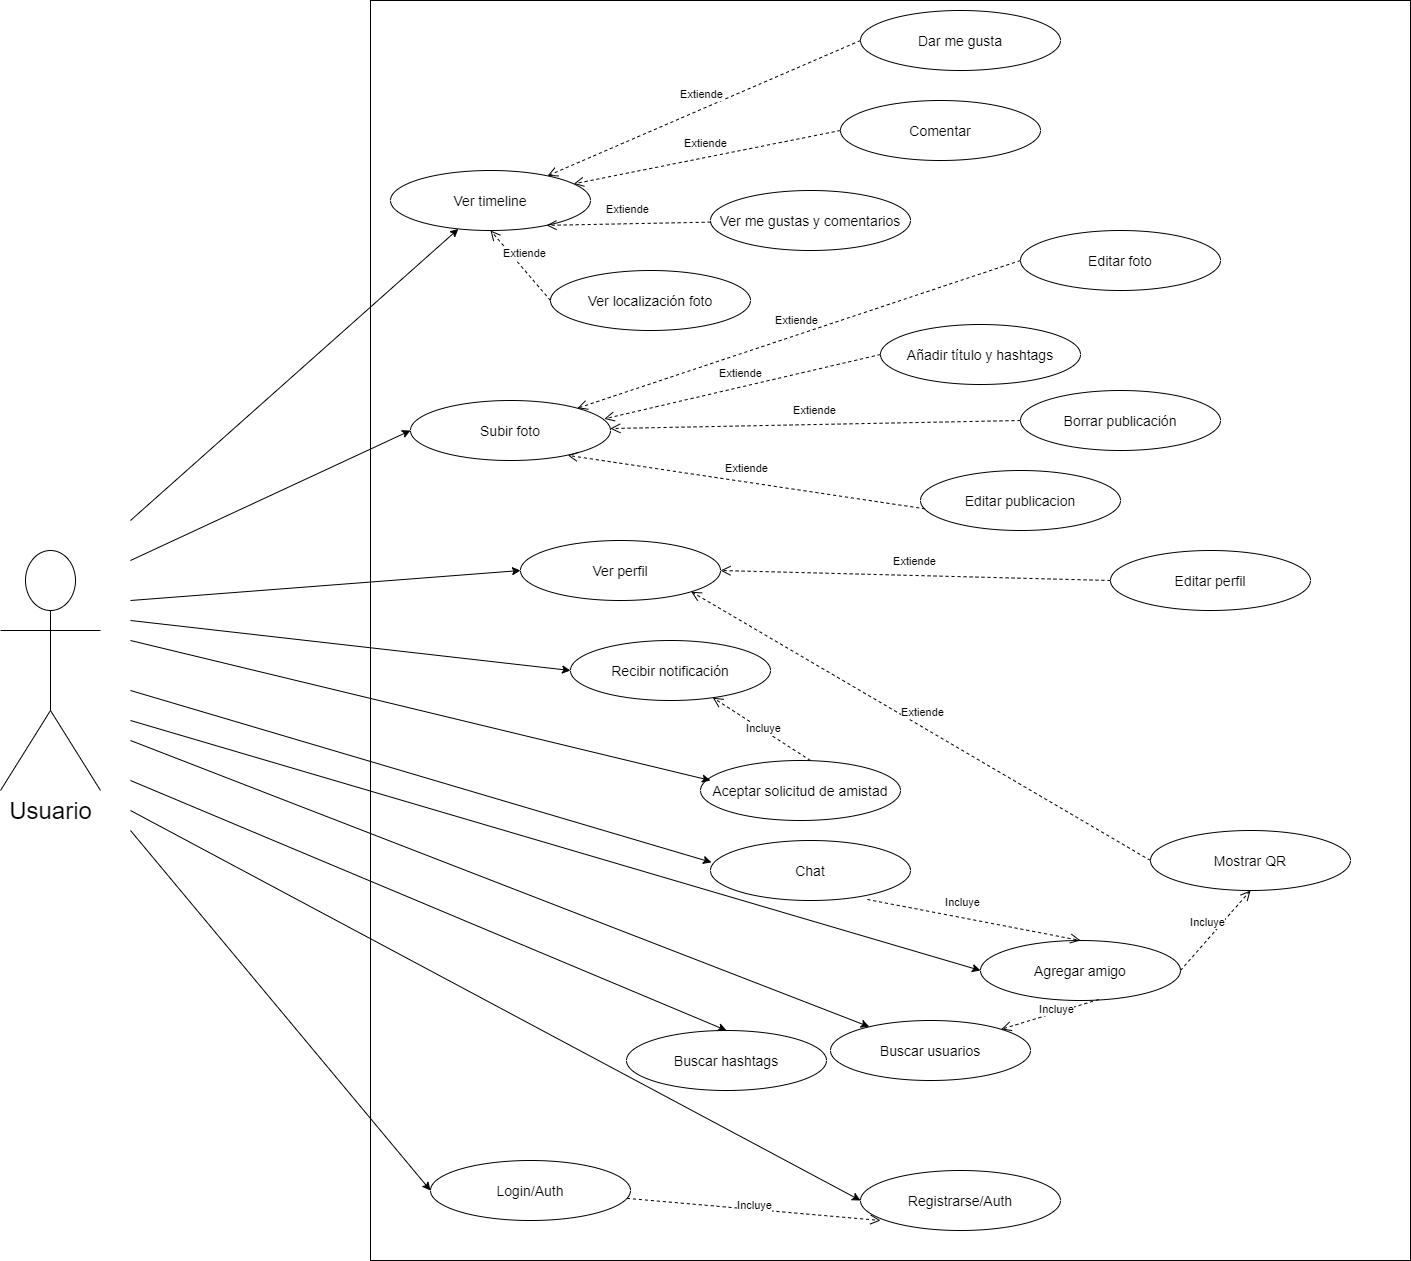 Dar me gusta
Extiende
Comentar
Extiende
Ver timeline
Extiende
Ver me gustas y comentarios
Extiende
Editar foto
Ver localización foto
Extiende
Añadir título y hashtags
Extiende
Extiende
Borrar publicación
Subir foto
Extiende
Editar publicacion
Extiende
Ver perfil
Editar perfil
Recibir notificación
Extiende
Incluye
Aceptar solicitud de amistad
Usuario
Mostrar QR
Chat
Incluye
Incluye
Agregar amigo
Incluye
Buscar usuarios
Buscar hashtags
Login/Auth
Incluye
Registrarse/Auth